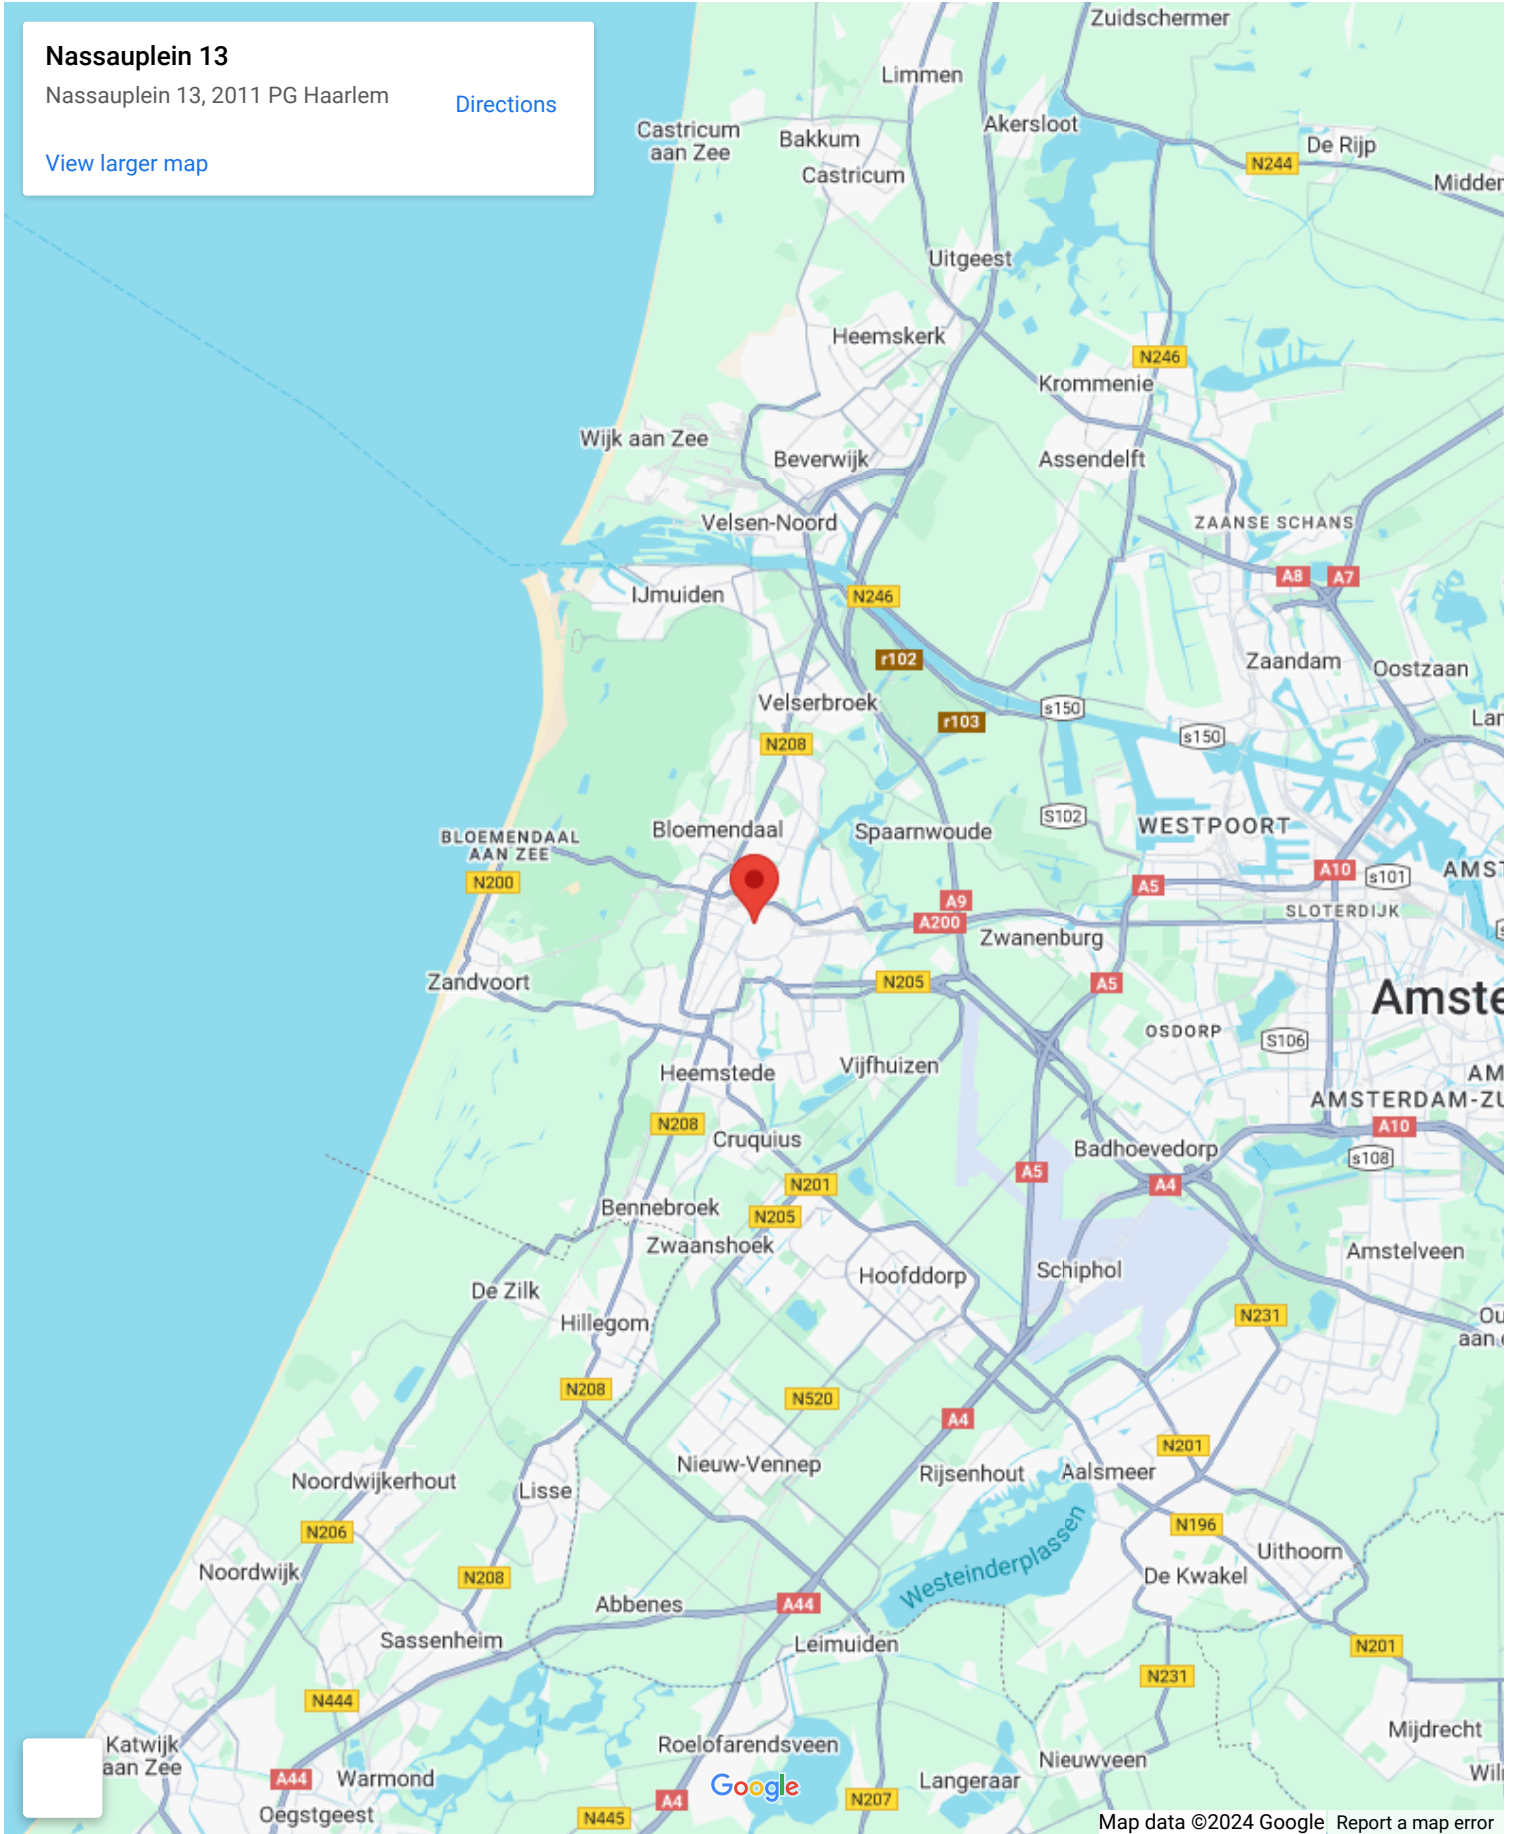 Nassauplein 13
Nassauplein 13, 2011 PG Haarlem
Directions
View larger map
Zuidschermer
Limmen
Akersloot
Castricum
aan Zee
Bakkum
De Rijp
N244
Castricum
Uitgeest
Heemskerk
N246
Krommenie
Wijk aan Zee
Beverwijk
Assendelft
Velsen-Noord
ZAANSE SCHANS
A8
A7
IJmuiden
N246
r102
Zaandam
Oostzaan
Velserbroek
s150
r103
s150
N208
S102
WESTPOORT
Bloemendaal
Spaarnwoude
BLOEMENDAAL
AAN ZEE
N200
A10
s101
A5
A9
A200
SLOTERDIJK
Zwanenburg
Zandvoort
N205
A5
OSDORP
S106
Vijfhuizen
Heemstede
N208
Cruquius
A10
Badhoevedorp
s108
A5
A4
N201
Bennebroek
N205
Zwaanshoek
Amstelveen
Hoofddorp
Schiphol
De Zilk
Hillegom
N231
N208
N520
A4
N201
Nieuw-Vennep
Rijsenhout
Aalsmeer
Noordwijkerhout
Lisse
N206
N196
Westeinderplassen
Uithoorn
Noordwijk
N208
De Kwakel
Abbenes
A44
Sassenheim
Leimuiden
N201
N231
N444
Mijdrecht
Katwijk
aan Zee
Roelofarendsveen
Nieuwveen
A44
Warmond
Google
Langeraar
A4
N207
Oegstgeest
N445
Map data ©2024 Google
Report a map error